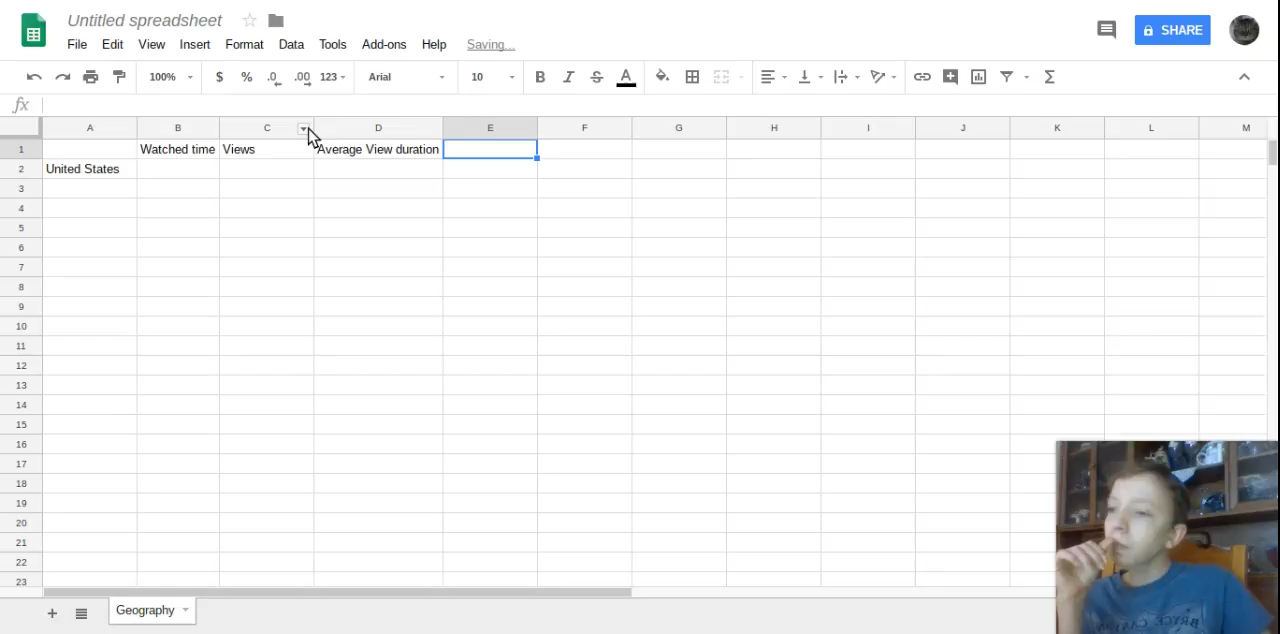 Untitled spreadsheet
File Edit View Insert Format Data Tools Add-ons Help Saving...
SHARE
100% $ % .0 .00 123 Arial 10 B I S A Σ
fx
A B C D E F G H I J K L M
1 Watched time Views Average View duration
2 United States
3
4
5
6
7
8
9
10
11
12
13
14
15
16
17
18
19
20
21
22
23
+ Geography